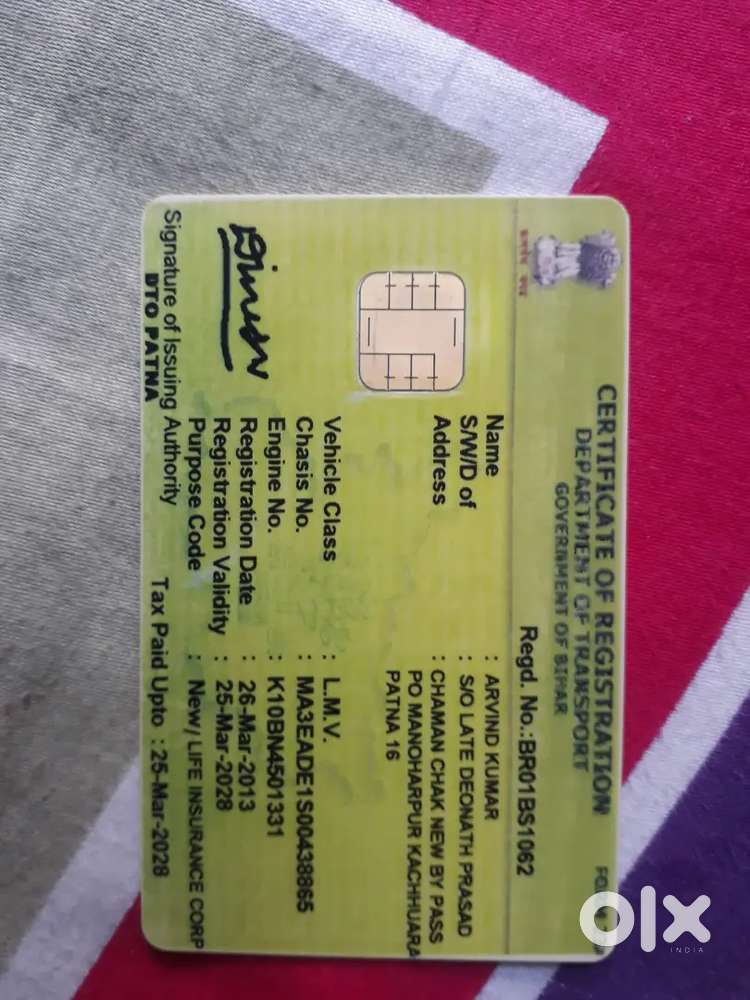 CERTIFICATE OF REGISTRATION
DEPARTMENT OF TRANSPORT
GOVERNMENT OF BIHAR
Regd. No.:BR01BS1062
Name : ARVIND KUMAR
S/W/D of : S/O LATE DEONATH PRASAD
Address : CHAMAN CHAK NEW BY PASS
PO MANOHARPUR KACHHUARA
PATNA 16
Vehicle Class : L.M.V.
Chasis No. : MA3EADE1S00438865
Engine No. : K10BN4501331
Registration Date : 26-Mar-2013
Registration Validity : 25-Mar-2028
Purpose Code : New/ LIFE INSURANCE CORP
Signature of Issuing Authority Tax Paid Upto : 25-Mar-2028
DTO PATNA
Dinesh
olx
INDIA